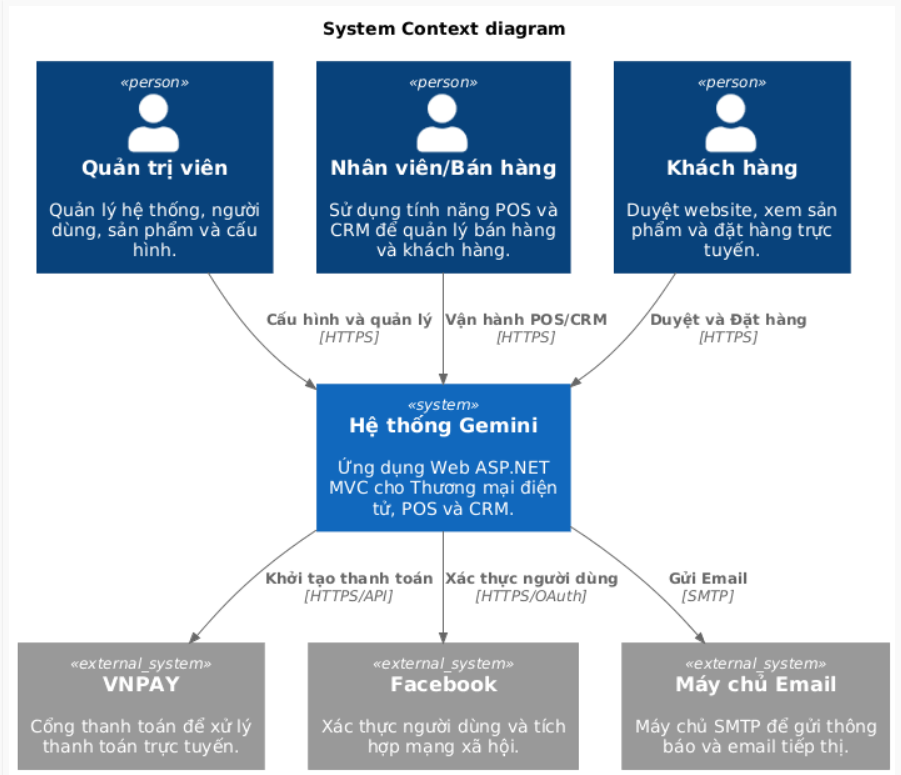 System Context diagram
«person»
Quản trị viên
Quản lý hệ thống, người
dùng, sản phẩm và cấu
hình.
«person»
Nhân viên/Bán hàng
Sử dụng tính năng POS và
CRM để quản lý bán hàng
và khách hàng.
«person»
Khách hàng
Duyệt website, xem sản
phẩm và đặt hàng trực
tuyến.
Cấu hình và quản lý
[HTTPS]
Vận hành POS/CRM
[HTTPS]
Duyệt và Đặt hàng
[HTTPS]
«system»
Hệ thống Gemini
Ứng dụng Web ASP.NET
MVC cho Thương mại điện
tử, POS và CRM.
Khởi tạo thanh toán
[HTTPS/API]
Xác thực người dùng
[HTTPS/OAuth]
Gửi Email
[SMTP]
«external_system»
VNPAY
Cổng thanh toán để xử lý
thanh toán trực tuyến.
«external_system»
Facebook
Xác thực người dùng và tích
hợp mạng xã hội.
«external_system»
Máy chủ Email
Máy chủ SMTP để gửi thông
báo và email tiếp thị.